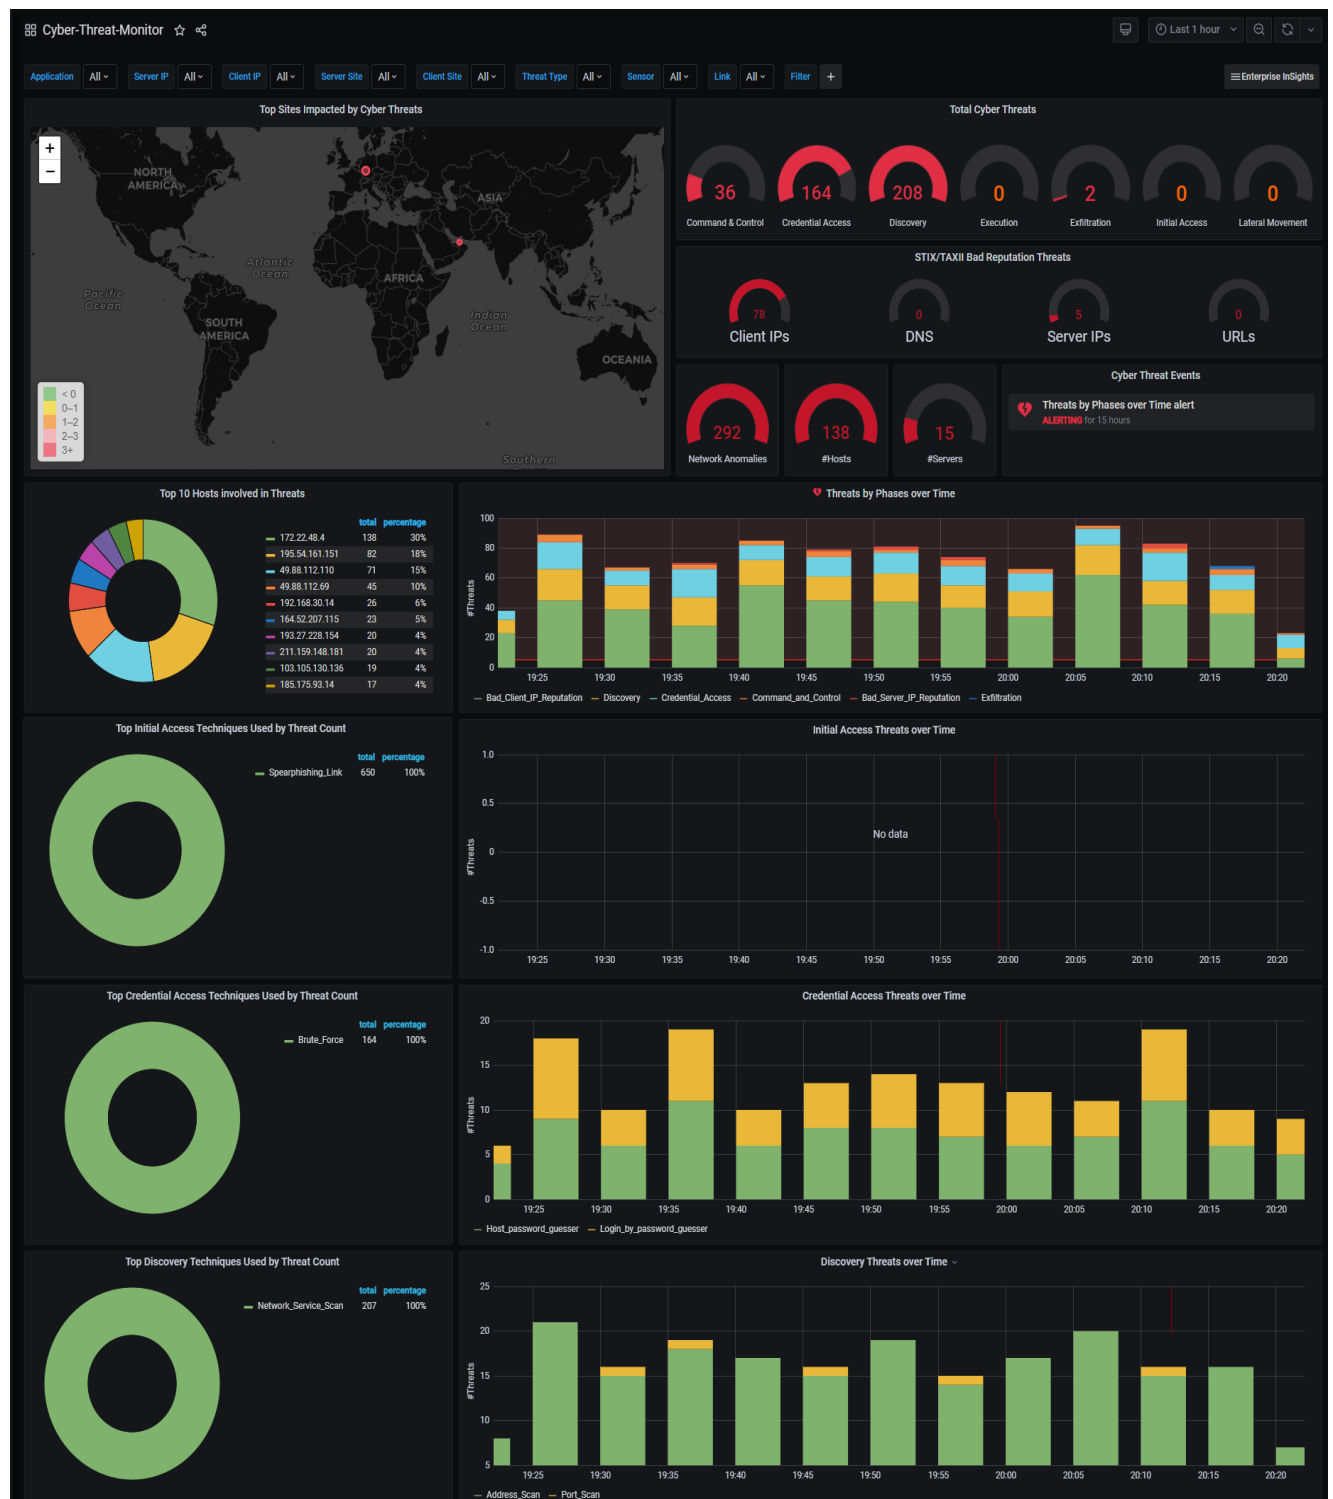 Cyber-Threat-Monitor
Last 1 hour
Application All Server IP All Client IP All Server Site All Client Site All Threat Type All Sensor All Link All Filter +
Enterprise InSights
Top Sites Impacted by Cyber Threats
+
−
NORTH
AMERICA
ASIA
Atlantic
Ocean
AFRICA
Pacific
Ocean
Indian
Ocean
SOUTH
AMERICA
OCEANIA
Southern
< 0
0–1
1–2
2–3
3+
Total Cyber Threats
36 164 208 0 2 0 0
Command & Control Credential Access Discovery Execution Exfiltration Initial Access Lateral Movement
STIX/TAXII Bad Reputation Threats
78 0 5 0
Client IPs DNS Server IPs URLs
292 138 15
Network Anomalies #Hosts #Servers
Cyber Threat Events
Threats by Phases over Time alert
ALERTING for 15 hours
Top 10 Hosts involved in Threats
total percentage
172.22.48.4 138 30%
195.54.161.151 82 18%
49.88.112.110 71 15%
49.88.112.69 45 10%
192.168.30.14 26 6%
164.52.207.115 23 5%
193.27.228.154 20 4%
211.159.148.181 20 4%
103.105.130.136 19 4%
185.175.93.14 17 4%
Threats by Phases over Time
#Threats
100
80
60
40
20
0
19:25 19:30 19:35 19:40 19:45 19:50 19:55 20:00 20:05 20:10 20:15 20:20
Bad_Client_IP_Reputation Discovery Credential_Access Command_and_Control Bad_Server_IP_Reputation Exfiltration
Top Initial Access Techniques Used by Threat Count
total percentage
Spearphishing_Link 650 100%
Initial Access Threats over Time
#Threats
1.0
0.5
0
-0.5
-1.0
No data
19:25 19:30 19:35 19:40 19:45 19:50 19:55 20:00 20:05 20:10 20:15 20:20
Top Credential Access Techniques Used by Threat Count
total percentage
Brute_Force 164 100%
Credential Access Threats over Time
#Threats
20
15
10
5
0
19:25 19:30 19:35 19:40 19:45 19:50 19:55 20:00 20:05 20:10 20:15 20:20
Host_password_guesser Login_by_password_guesser
Top Discovery Techniques Used by Threat Count
total percentage
Network_Service_Scan 207 100%
Discovery Threats over Time
#Threats
25
20
15
10
5
19:25 19:30 19:35 19:40 19:45 19:50 19:55 20:00 20:05 20:10 20:15 20:20
Address_Scan Port_Scan